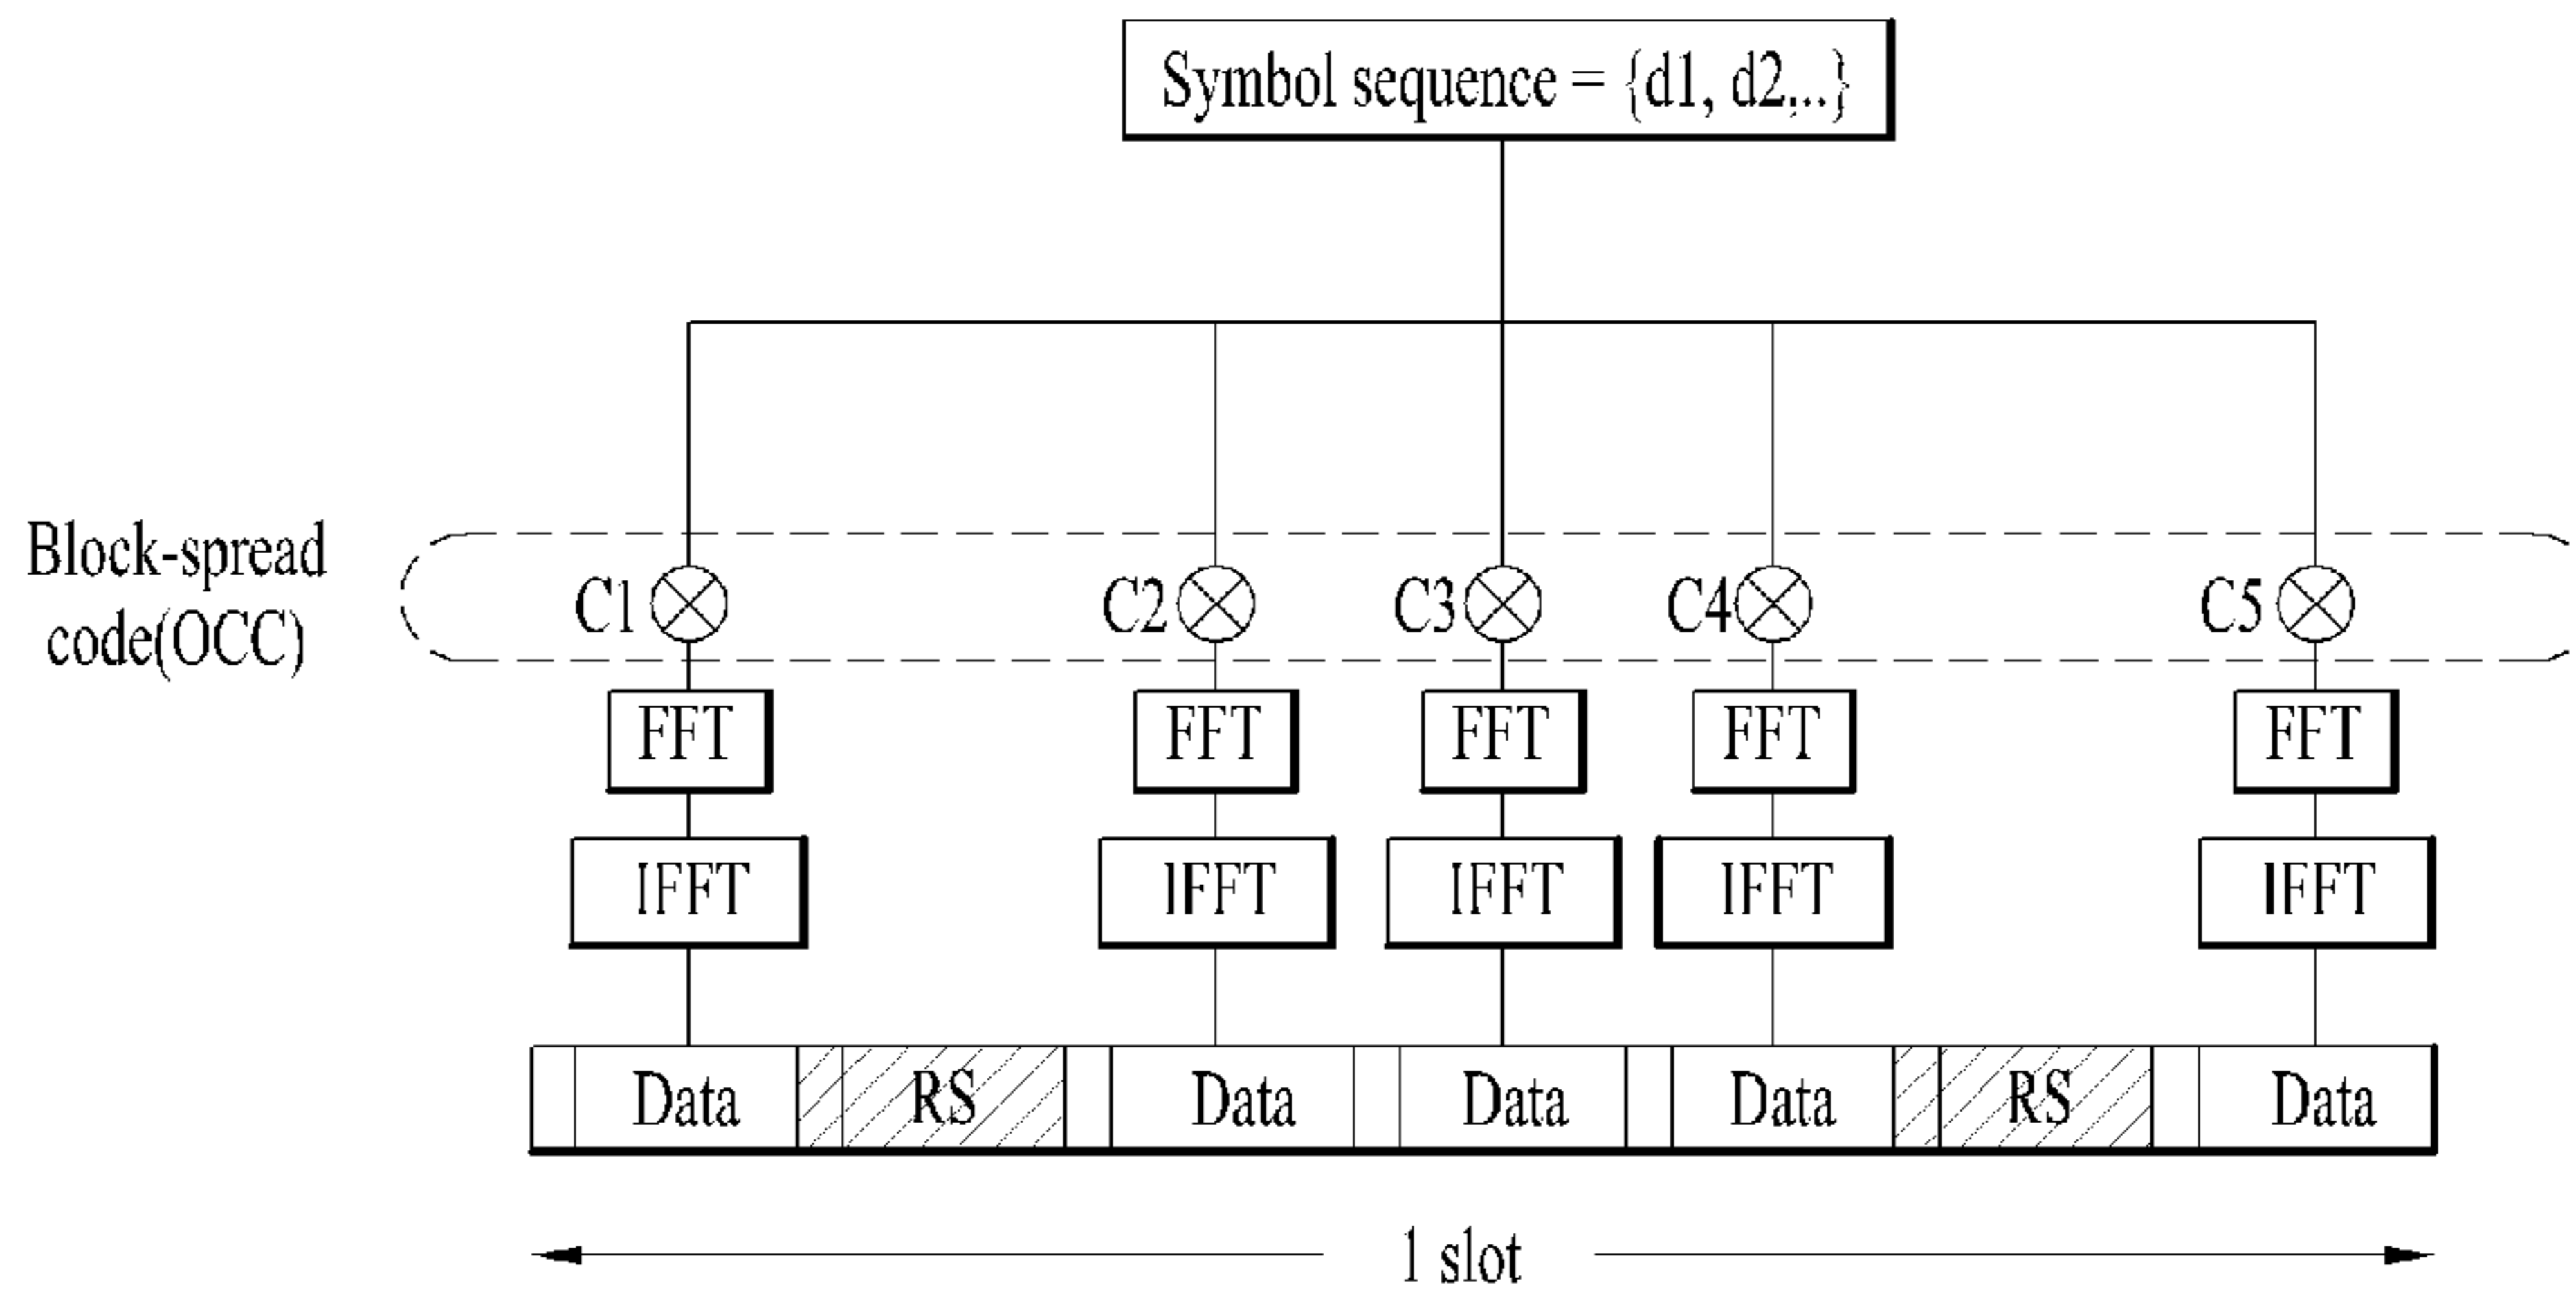 Symbol sequence = {d1, d2,...}
Block-spread
code(OCC)
C1 C2 C3 C4 C5
FFT FFT FFT FFT FFT
IFFT IFFT IFFT IFFT IFFT
Data RS Data Data Data RS Data
1 slot